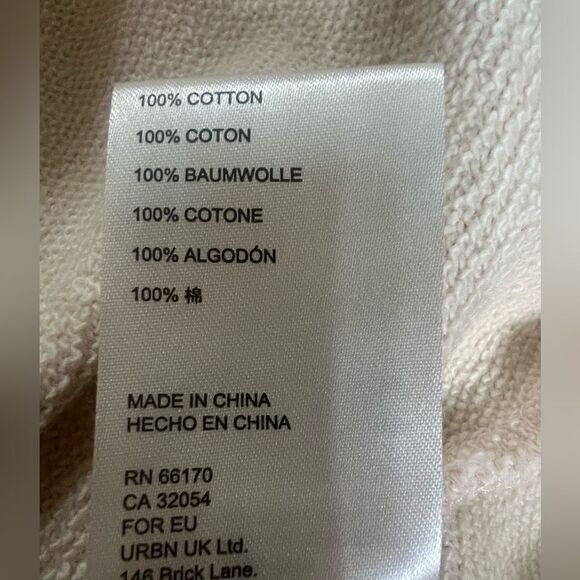 100% COTTON
100% COTON
100% BAUMWOLLE
100% COTONE
100% ALGODÓN
100% 棉
MADE IN CHINA
HECHO EN CHINA
RN 66170
CA 32054
FOR EU
URBN UK Ltd.
146 Brick Lane.